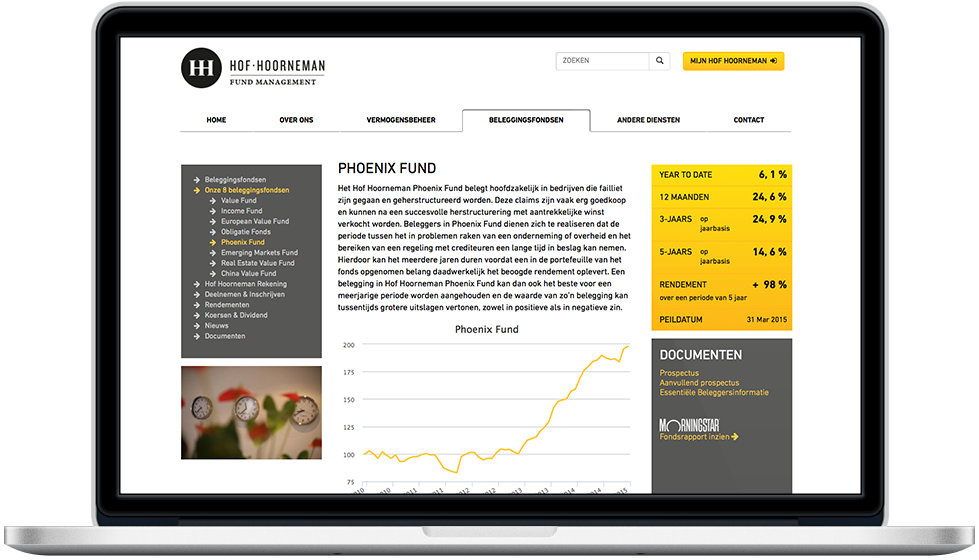 HOF·HOORNEMAN
FUND MANAGEMENT
ZOEKEN
MIJN HOF HOORNEMAN
HOME
OVER ONS
VERMOGENSBEHEER
BELEGGINGSFONDSEN
ANDERE DIENSTEN
CONTACT
Beleggingsfondsen
Onze 8 beleggingsfondsen
Value Fund
Income Fund
European Value Fund
Obligatie Fonds
Phoenix Fund
Emerging Markets Fund
Real Estate Value Fund
China Value Fund
Hof Hoorneman Rekening
Deelnemen & Inschrijven
Rendementen
Koersen & Dividend
Nieuws
Documenten
PHOENIX FUND
Het Hof Hoorneman Phoenix Fund belegt hoofdzakelijk in bedrijven die failliet
zijn gegaan en geherstructureerd worden. Deze claims zijn vaak erg goedkoop
en kunnen na een succesvolle herstructurering met aantrekkelijke winst
verkocht worden. Beleggers in Phoenix Fund dienen zich te realiseren dat de
periode tussen het in problemen raken van een onderneming of overheid en het
bereiken van een regeling met crediteuren een lange tijd in beslag kan nemen.
Hierdoor kan het meerdere jaren duren voordat een in de portefeuille van het
fonds opgenomen belang daadwerkelijk het beoogde rendement oplevert. Een
belegging in Hof Hoorneman Phoenix Fund kan dan ook het beste voor een
meerjarige periode worden aangehouden en de waarde van zo'n belegging kan
tussentijds grotere uitslagen vertonen, zowel in positieve als in negatieve zin.
Phoenix Fund
200
175
150
125
100
75
YEAR TO DATE 6, 1 %
12 MAANDEN 24, 6 %
3-JAARS op jaarbasis 24, 9 %
5-JAARS op jaarbasis 14, 6 %
RENDEMENT + 98 %
over een periode van 5 jaar
PEILDATUM 31 Mar 2015
DOCUMENTEN
Prospectus
Aanvullend prospectus
Essentiële Beleggersinformatie
MORNINGSTAR
Fondsrapport inzien